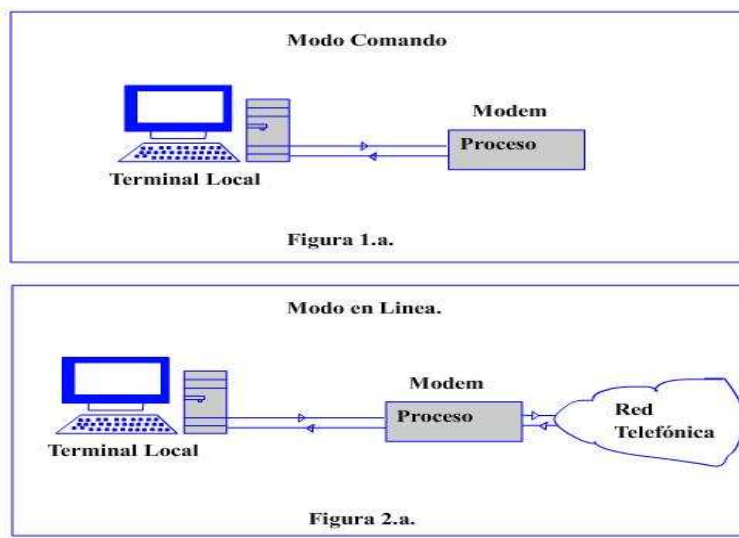 Modo Comando
Modem
Proceso
Terminal Local
Figura 1.a.
Modo en Linea.
Modem
Proceso
Red
Telefónica
Terminal Local
Figura 2.a.